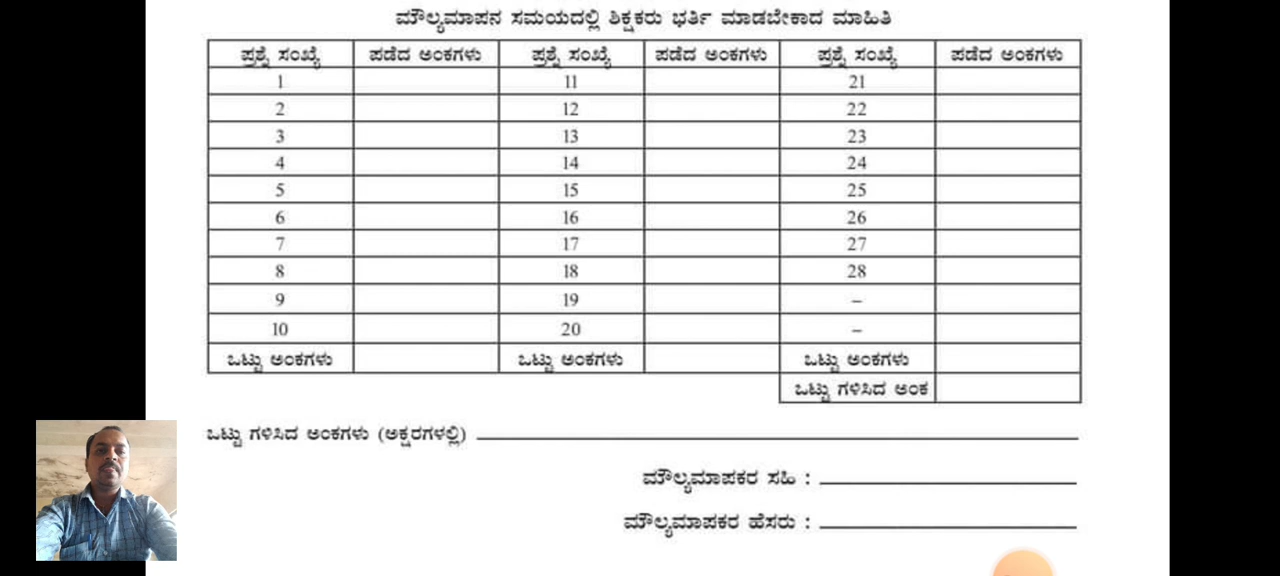 ಮೌಲ್ಯಮಾಪನ ಸಮಯದಲ್ಲಿ ಶಿಕ್ಷಕರು ಭರ್ತಿ ಮಾಡಬೇಕಾದ ಮಾಹಿತಿ
ಪ್ರಶ್ನೆ ಸಂಖ್ಯೆ ಪಡೆದ ಅಂಕಗಳು ಪ್ರಶ್ನೆ ಸಂಖ್ಯೆ ಪಡೆದ ಅಂಕಗಳು ಪ್ರಶ್ನೆ ಸಂಖ್ಯೆ ಪಡೆದ ಅಂಕಗಳು
1 11 21
2 12 22
3 13 23
4 14 24
5 15 25
6 16 26
7 17 27
8 18 28
9 19 –
10 20 –
ಒಟ್ಟು ಅಂಕಗಳು ಒಟ್ಟು ಅಂಕಗಳು ಒಟ್ಟು ಅಂಕಗಳು
ಒಟ್ಟು ಗಳಿಸಿದ ಅಂಕ
ಒಟ್ಟು ಗಳಿಸಿದ ಅಂಕಗಳು (ಅಕ್ಷರಗಳಲ್ಲಿ)
ಮೌಲ್ಯಮಾಪಕರ ಸಹಿ :
ಮೌಲ್ಯಮಾಪಕರ ಹೆಸರು :